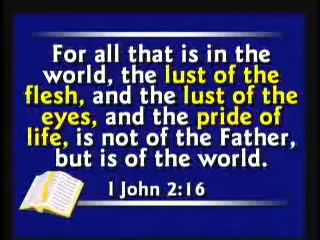 For all that is in the
world, the lust of the
flesh, and the lust of the
eyes, and the pride of
life, is not of the Father,
but is of the world.
1 John 2:16